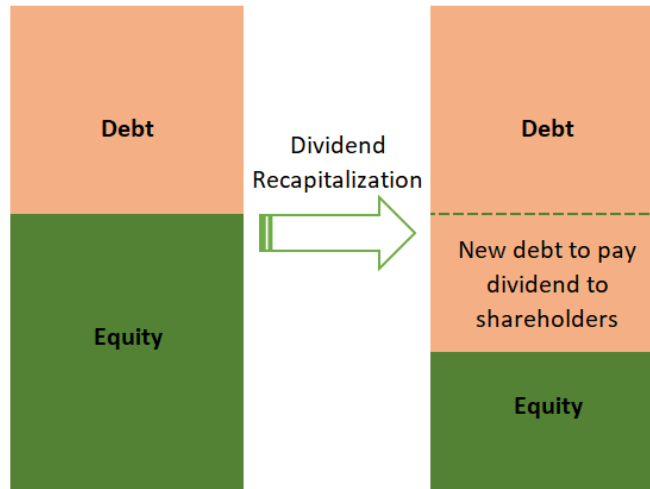 Debt
Equity
Dividend
Recapitalization
Debt
New debt to pay
dividend to
shareholders
Equity